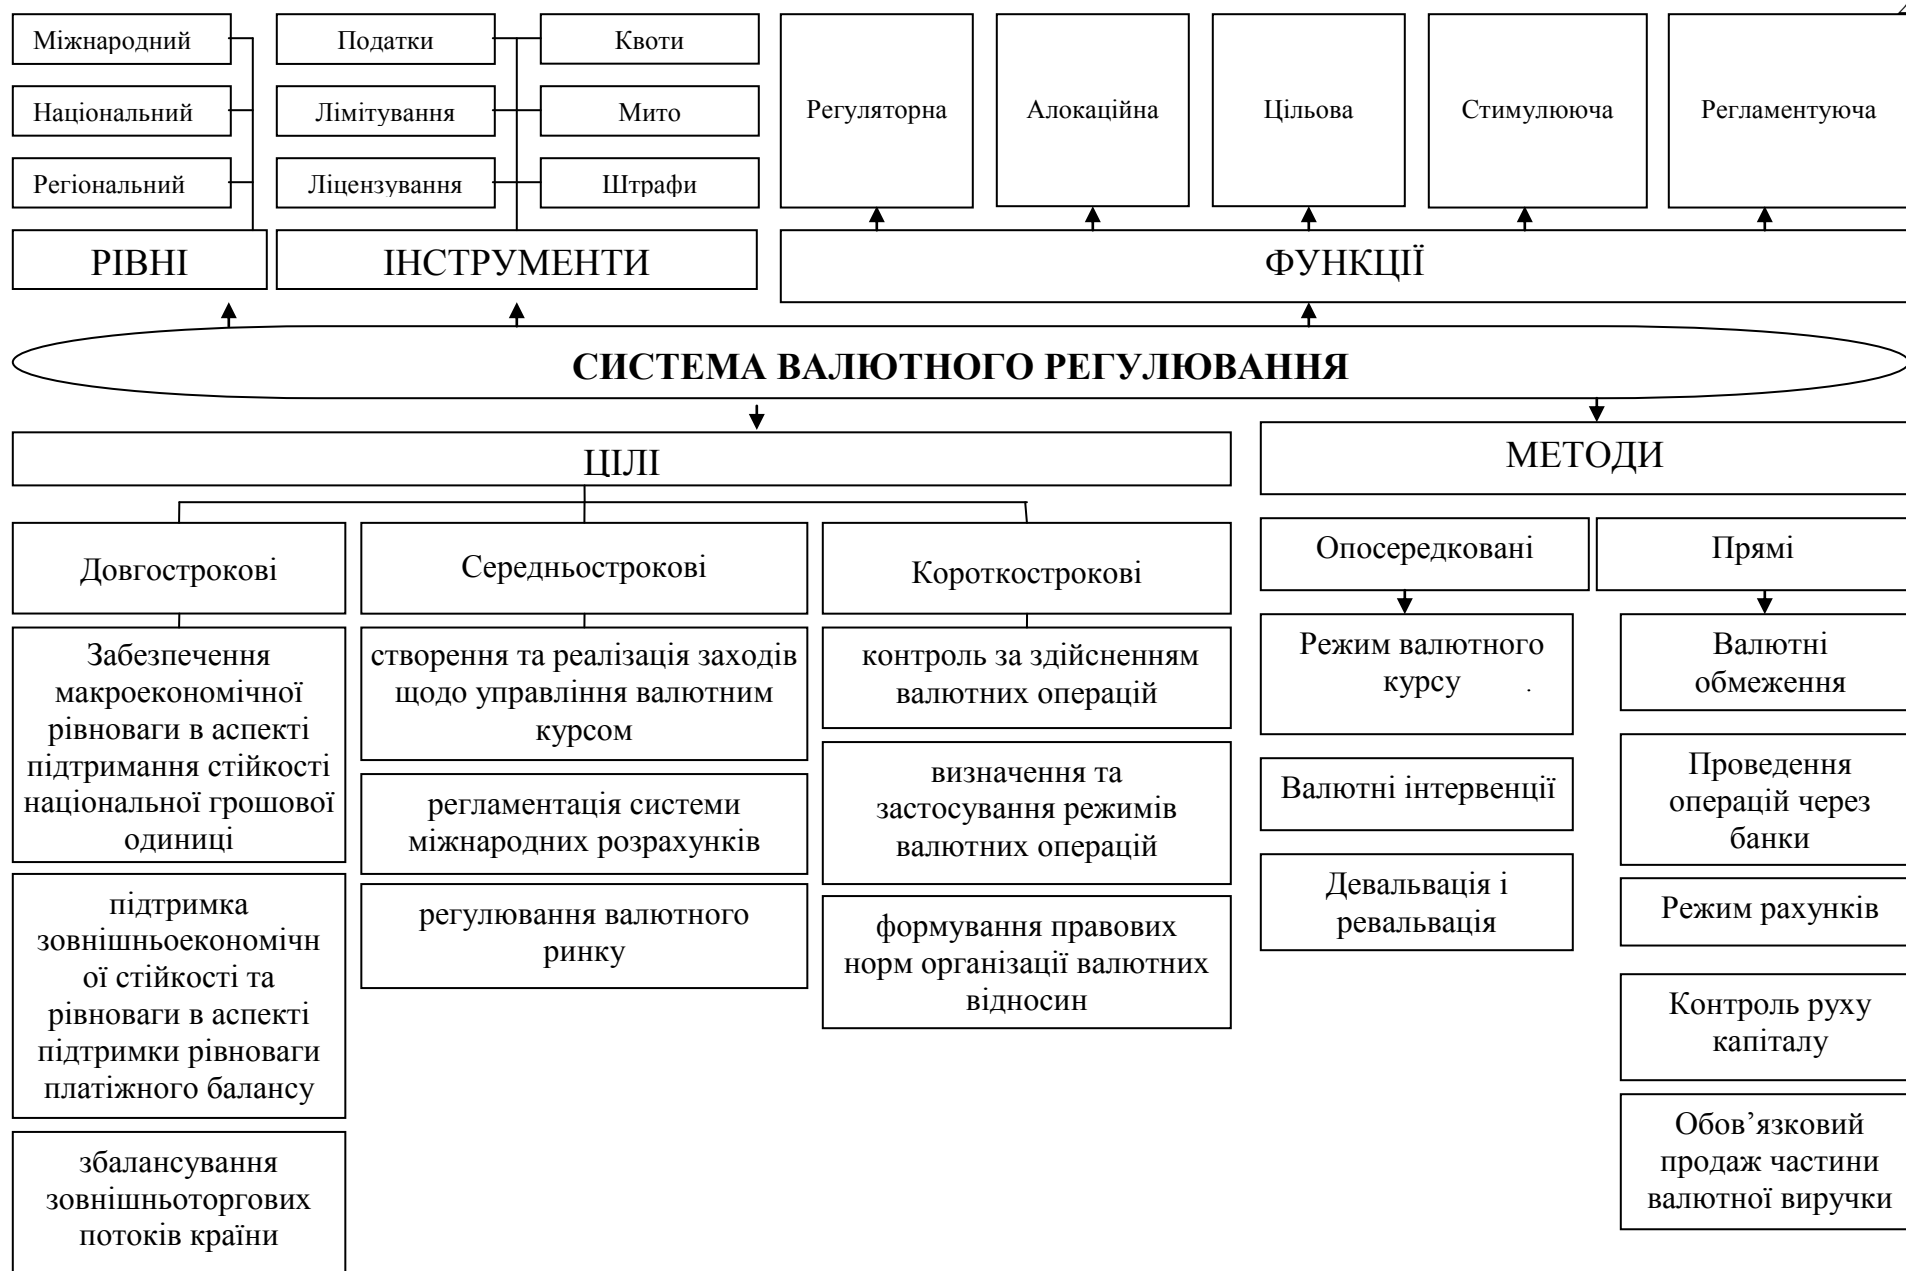 Міжнародний
Податки
Квоти
Національний
Лімітування
Мито
Регіональний
Ліцензування
Штрафи
Регуляторна
Алокаційна
Цільова
Стимулююча
Регламентуюча
РІВНІ
ІНСТРУМЕНТИ
ФУНКЦІЇ
СИСТЕМА ВАЛЮТНОГО РЕГУЛЮВАННЯ
ЦІЛІ
МЕТОДИ
Довгострокові
Забезпечення
макроекономічної
рівноваги в аспекті
підтримання стійкості
національної грошової
одиниці
підтримка
зовнішньоекономічн
ої стійкості та
рівноваги в аспекті
підтримки рівноваги
платіжного балансу
збалансування
зовнішньоторгових
потоків країни
Середньострокові
створення та реалізація заходів
щодо управління валютним
курсом
регламентація системи
міжнародних розрахунків
регулювання валютного
ринку
Короткострокові
контроль за здійсненням
валютних операцій
визначення та
застосування режимів
валютних операцій
формування правових
норм організації валютних
відносин
Опосередковані
Режим валютного
курсу .
Валютні інтервенції
Девальвація і
ревальвація
Прямі
Валютні
обмеження
Проведення
операцій через
банки
Режим рахунків
Контроль руху
капіталу
Обов’язковий
продаж частини
валютної виручки